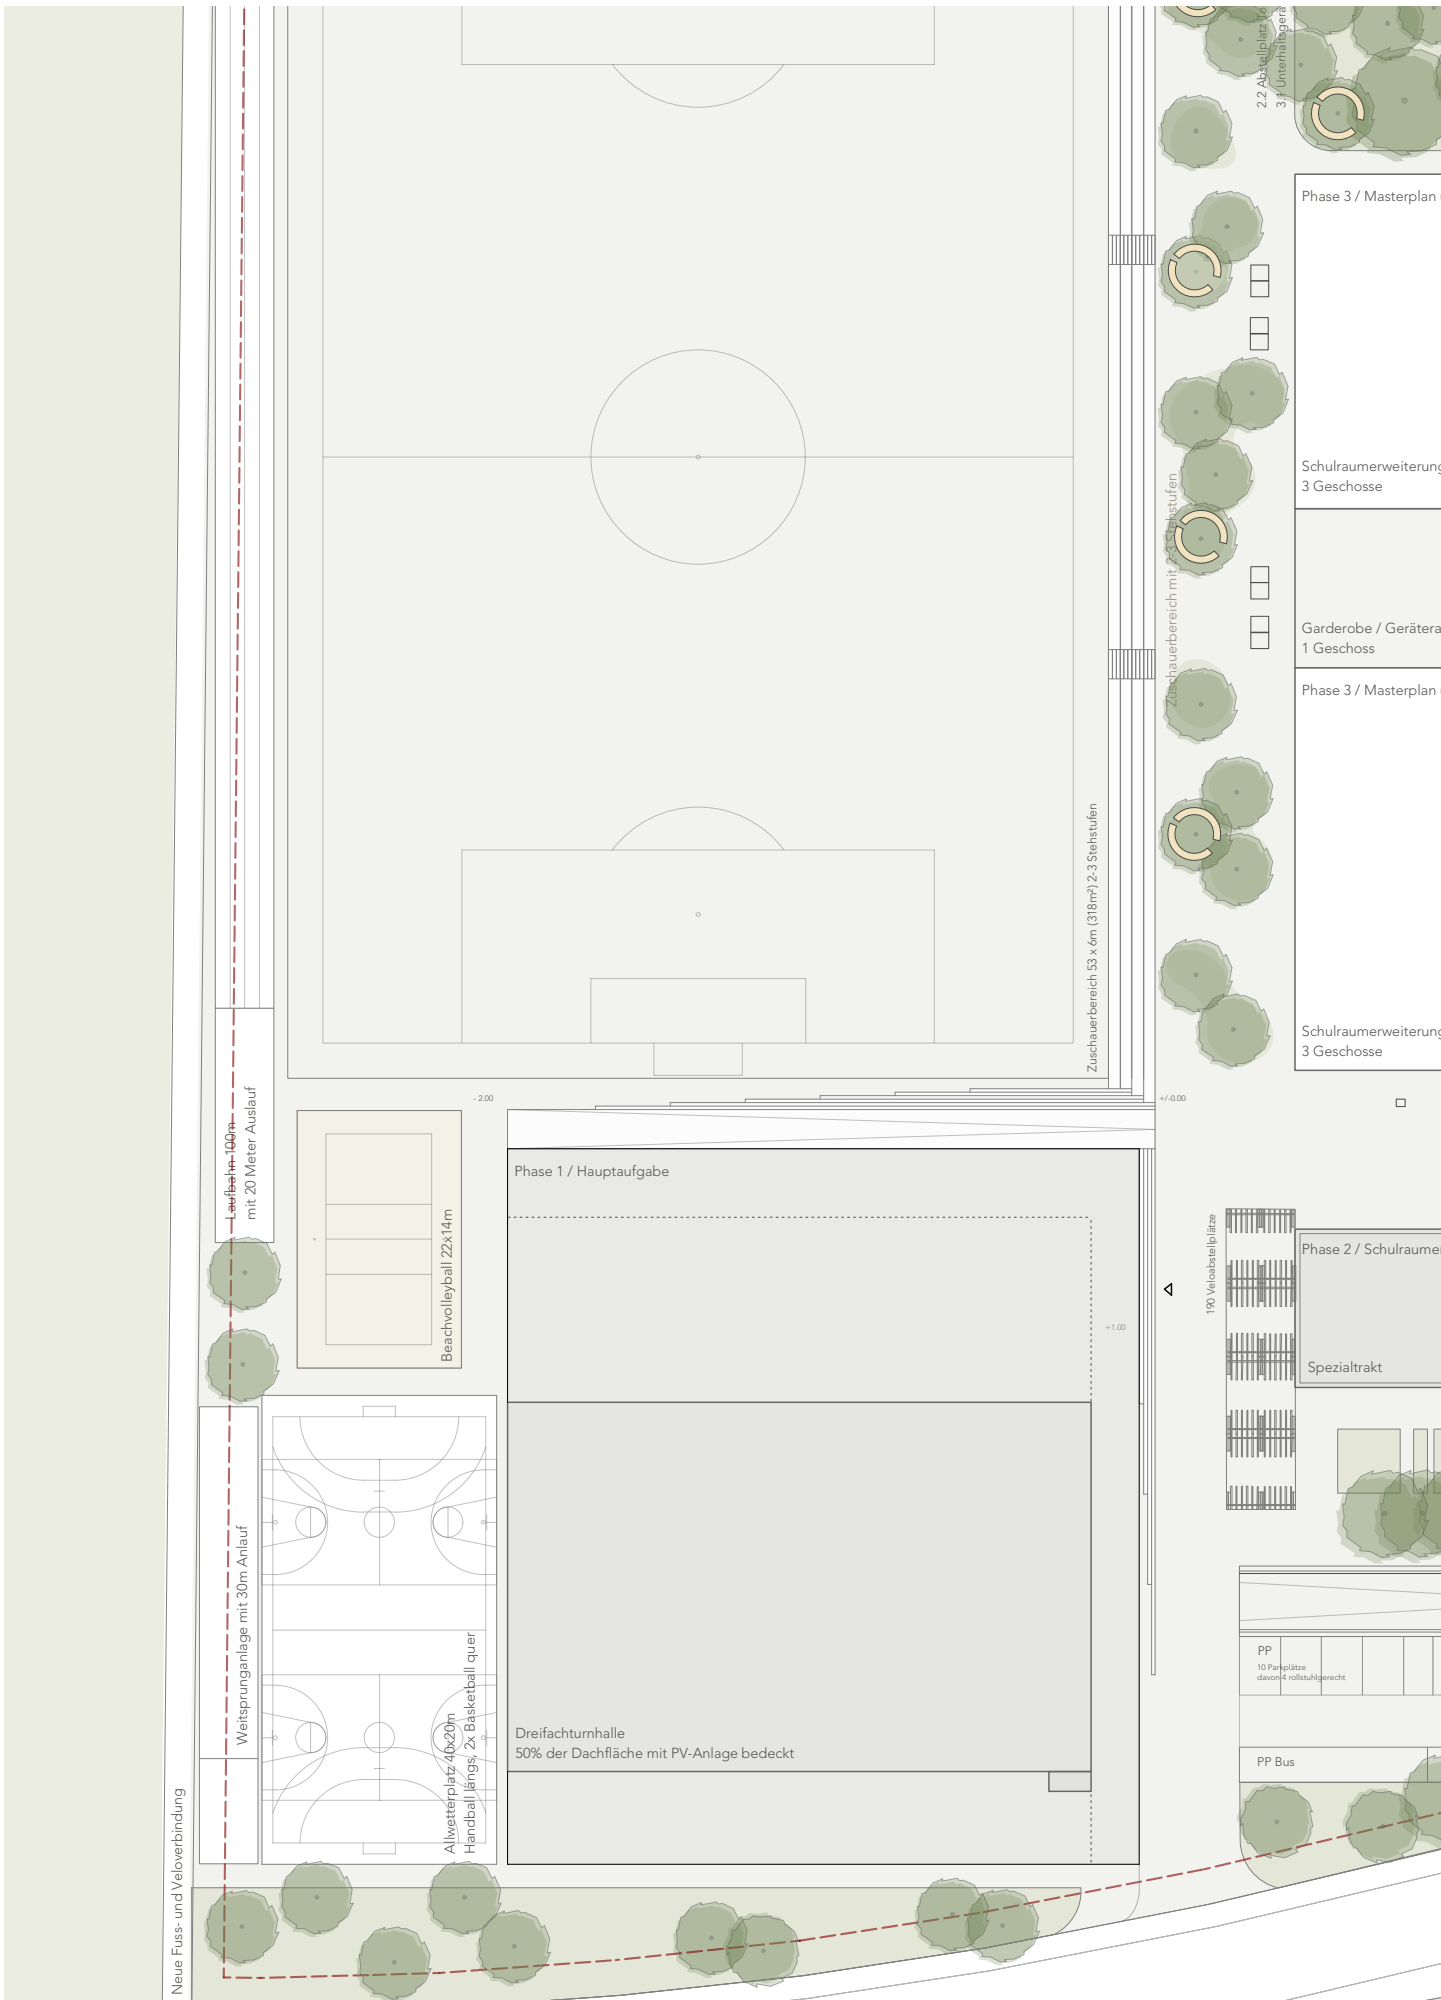 2.2 Abstellplatz
3.1 Unterhaltsgerä
Phase 3 / Masterplan
Schulraumerweiterung
3 Geschosse
Zuschauerbereich mit 2-3 Stehstufen
Garderobe / Gerätera
1 Geschoss
Phase 3 / Masterplan
Zuschauerbereich 53 x 6m (318m²) 2-3 Stehstufen
Schulraumerweiterung
3 Geschosse
- 2.00
+/-0.00
Laufbahn 100m
mit 20 Meter Auslauf
Phase 1 / Hauptaufgabe
Beachvolleyball 22x14m
190 Veloabstellplätze
Phase 2 / Schulraumer
+1.00
Spezialtrakt
Weitsprunganlage mit 30m Anlauf
Allwetterplatz 40x20m
Handball längs, 2x Basketball quer
PP
10 Parkplätze
davon 4 rollstuhlgerecht
Dreifachturnhalle
50% der Dachfläche mit PV-Anlage bedeckt
PP Bus
Neue Fuss- und Veloverbindung